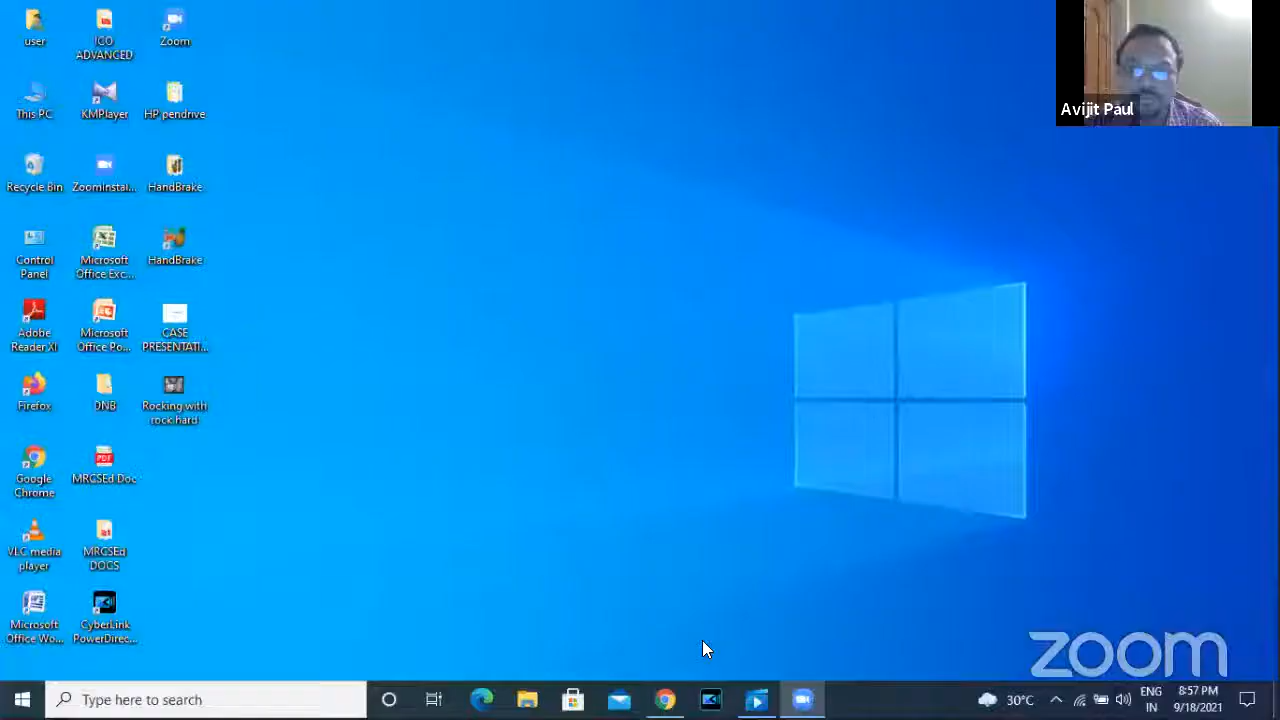 user
ICO
ADVANCED
Zoom
Avijit Paul
This PC
KMPlayer
HP pendrive
Recycle Bin
Zoominstal...
HandBrake
Control
Panel
Microsoft
Office Exc...
HandBrake
Adobe
Reader XI
Microsoft
Office Po...
CASE
PRESENTATI...
Firefox
DNB
Rocking with
rock hard
Google
Chrome
PDF
MRCSEd Doc
VLC media
player
MRCSEd
DOCS
Microsoft
Office Wo...
CyberLink
PowerDirec...
zoom
Type here to search
30°C
ENG
IN
8:57 PM
9/18/2021